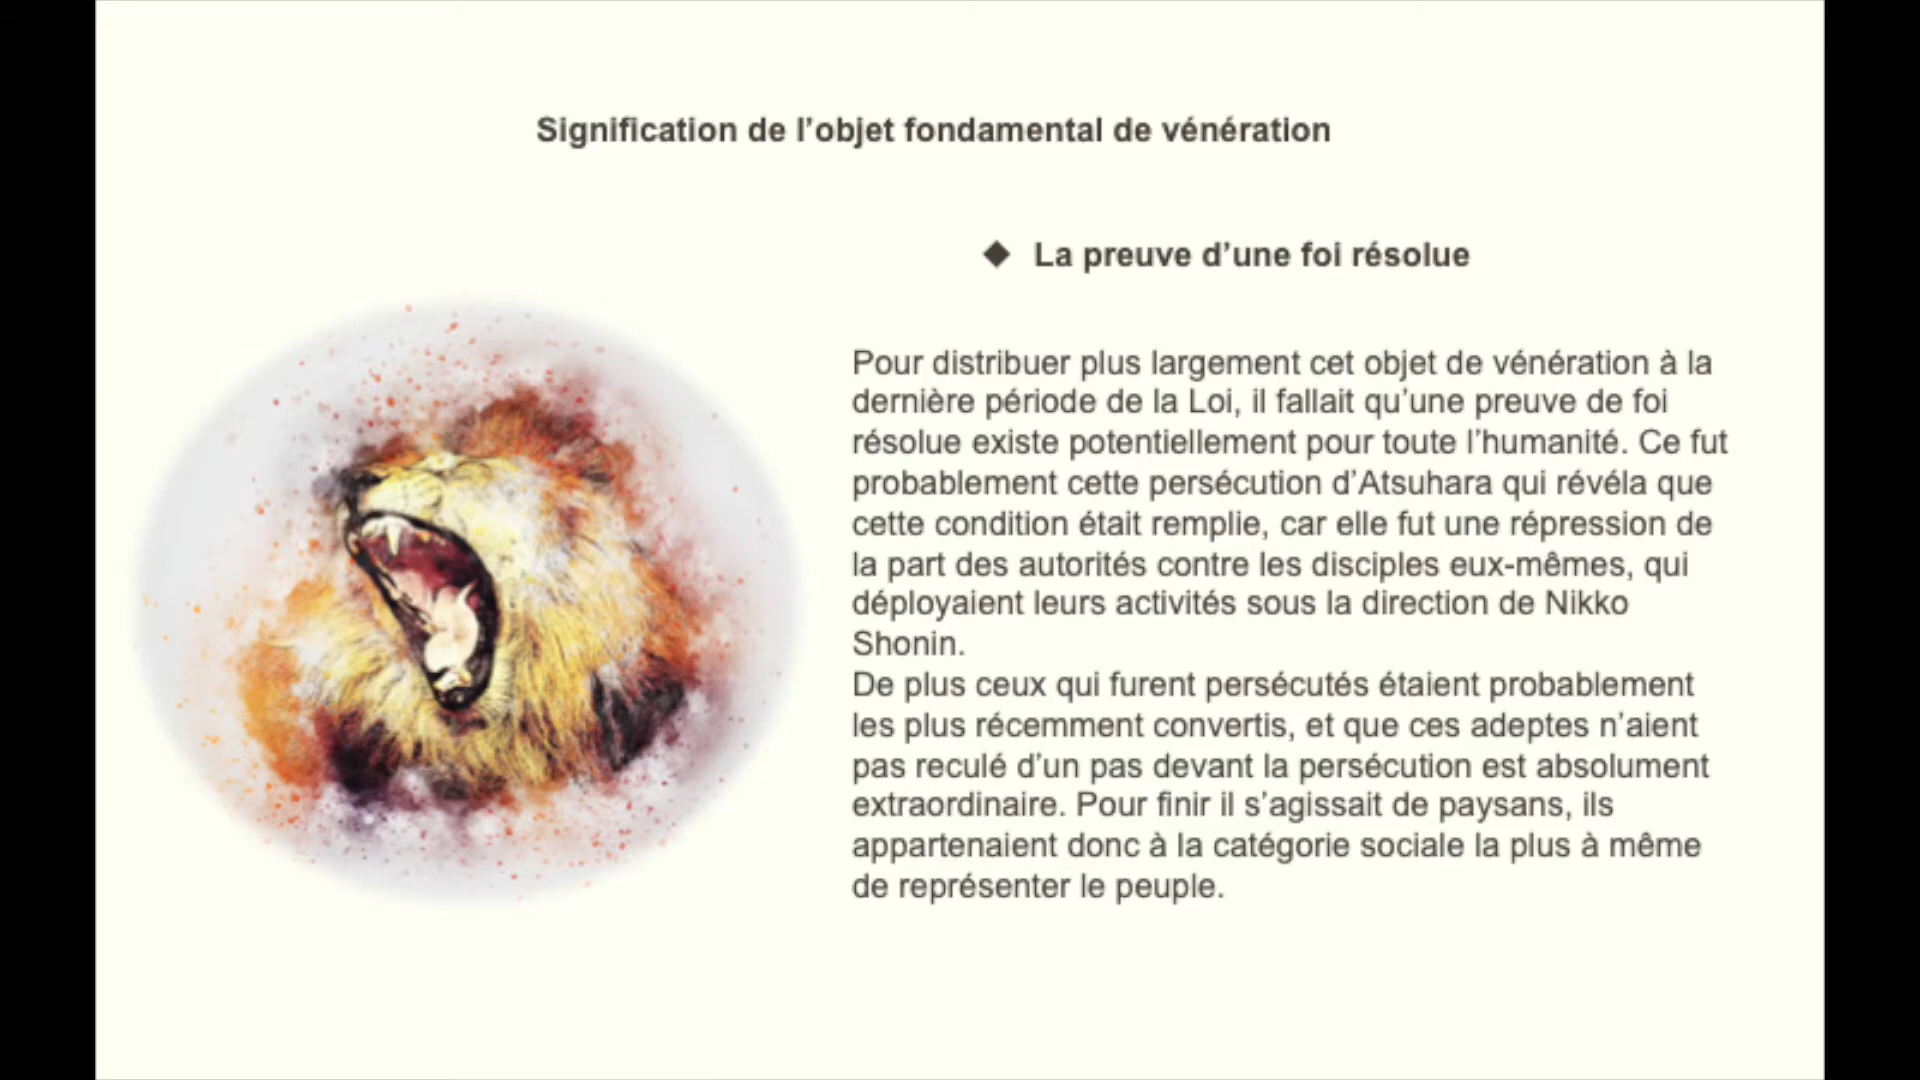 Signification de l’objet fondamental de vénération
◆ La preuve d’une foi résolue
Pour distribuer plus largement cet objet de vénération à la
dernière période de la Loi, il fallait qu’une preuve de foi
résolue existe potentiellement pour toute l’humanité. Ce fut
probablement cette persécution d’Atsuhara qui révéla que
cette condition était remplie, car elle fut une répression de
la part des autorités contre les disciples eux-mêmes, qui
déployaient leurs activités sous la direction de Nikko
Shonin.
De plus ceux qui furent persécutés étaient probablement
les plus récemment convertis, et que ces adeptes n’aient
pas reculé d’un pas devant la persécution est absolument
extraordinaire. Pour finir il s’agissait de paysans, ils
appartenaient donc à la catégorie sociale la plus à même
de représenter le peuple.